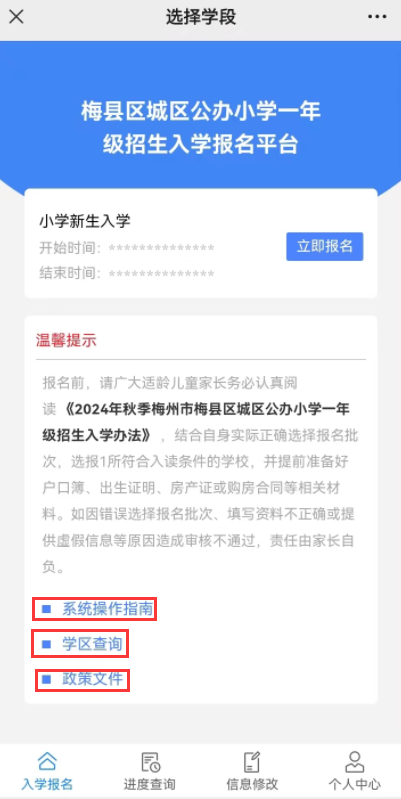 选择学段
梅县区城区公办小学一年
级招生入学报名平台
小学新生入学
开始时间：**************
立即报名
结束时间：**************
温馨提示
报名前，请广大适龄儿童家长务必认真阅
读《2024年秋季梅州市梅县区城区公办小学一年
级招生入学办法》，结合自身实际正确选择报名批
次，选报1所符合入读条件的学校，并提前准备好
户口簿、出生证明、房产证或购房合同等相关材
料。如因错误选择报名批次、填写资料不正确或提
供虚假信息等原因造成审核不通过，责任由家长自
负。
系统操作指南
学区查询
政策文件
入学报名 进度查询 信息修改 个人中心